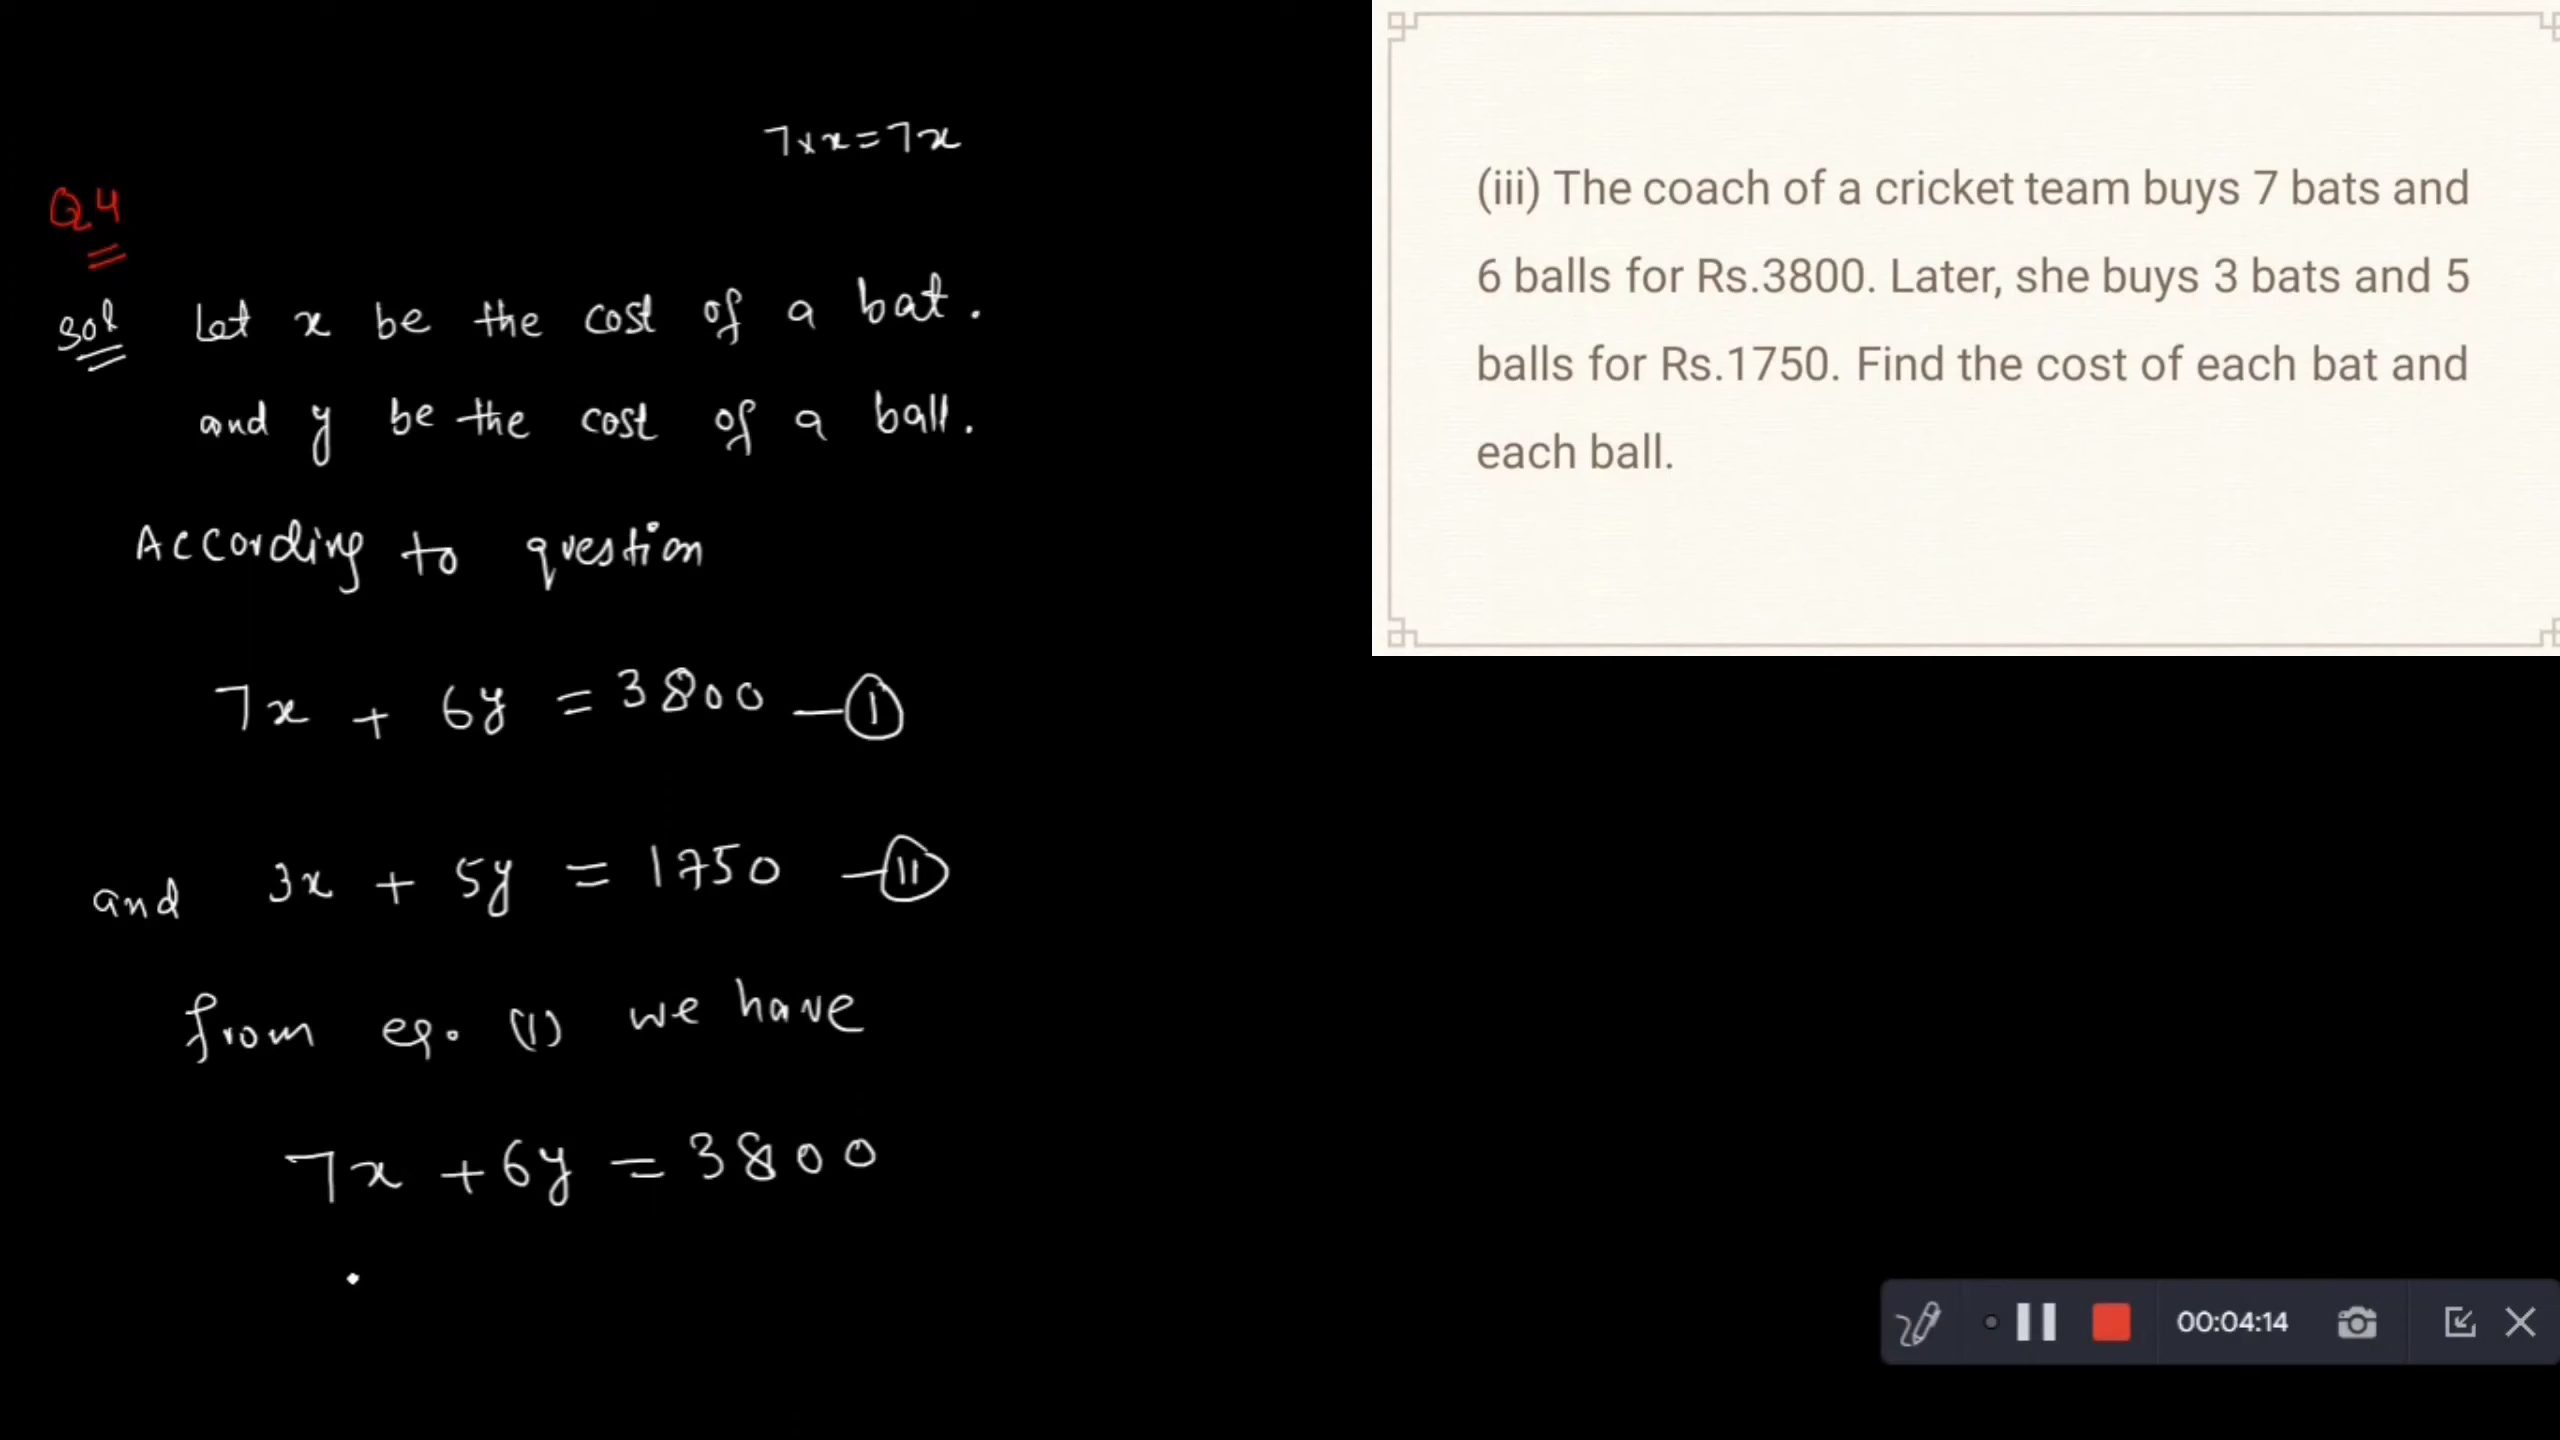 7×x=7x
Q4
Sol Let x be the cost of a bat.
and y be the cost of a ball.
According to question
7x + 6y = 3800 —(I)
and 3x + 5y = 1750 —(II)
from eq. (1) we have
7x + 6y = 3800
(iii) The coach of a cricket team buys 7 bats and
6 balls for Rs.3800. Later, she buys 3 bats and 5
balls for Rs.1750. Find the cost of each bat and
each ball.
00:04:14